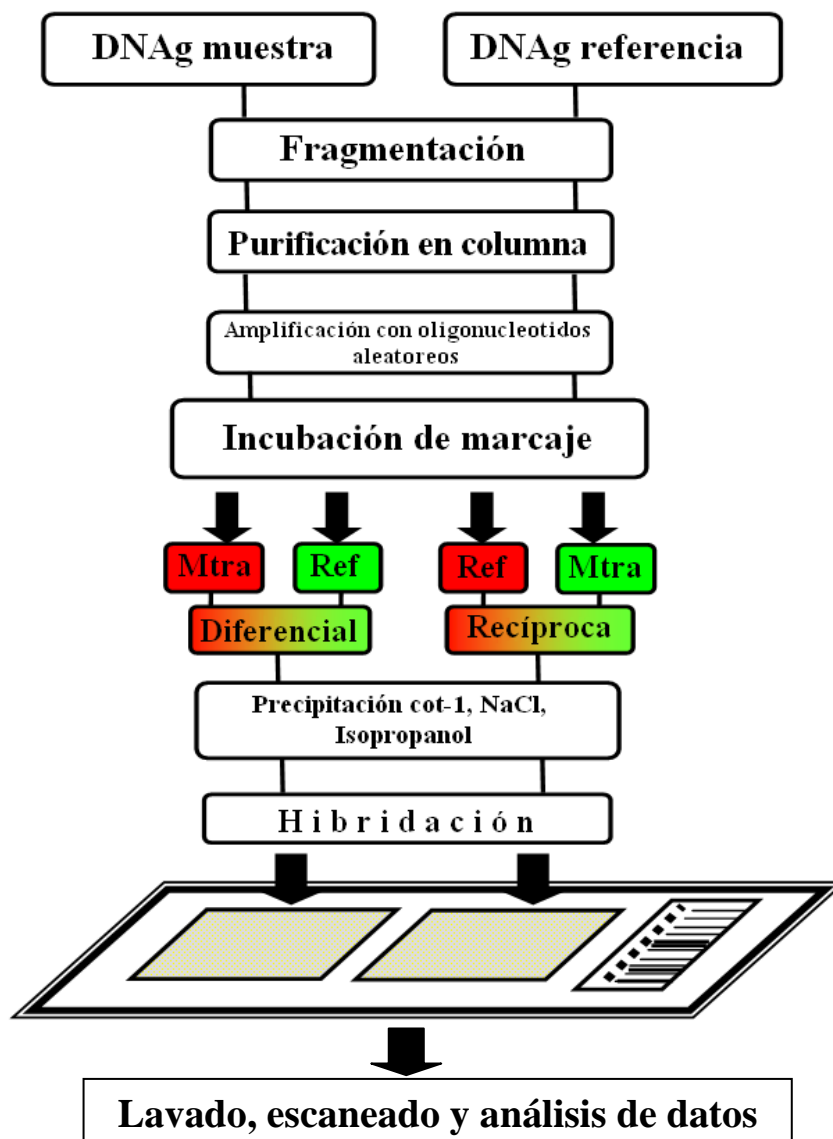 DNAg muestra
DNAg referencia
Fragmentación
Purificación en columna
Amplificación con oligonucleotidos
aleatoreos
Incubación de marcaje
Mtra
Ref
Ref
Mtra
Diferencial
Recíproca
Precipitación cot-1, NaCl,
Isopropanol
Hibridación
Lavado, escaneado y análisis de datos